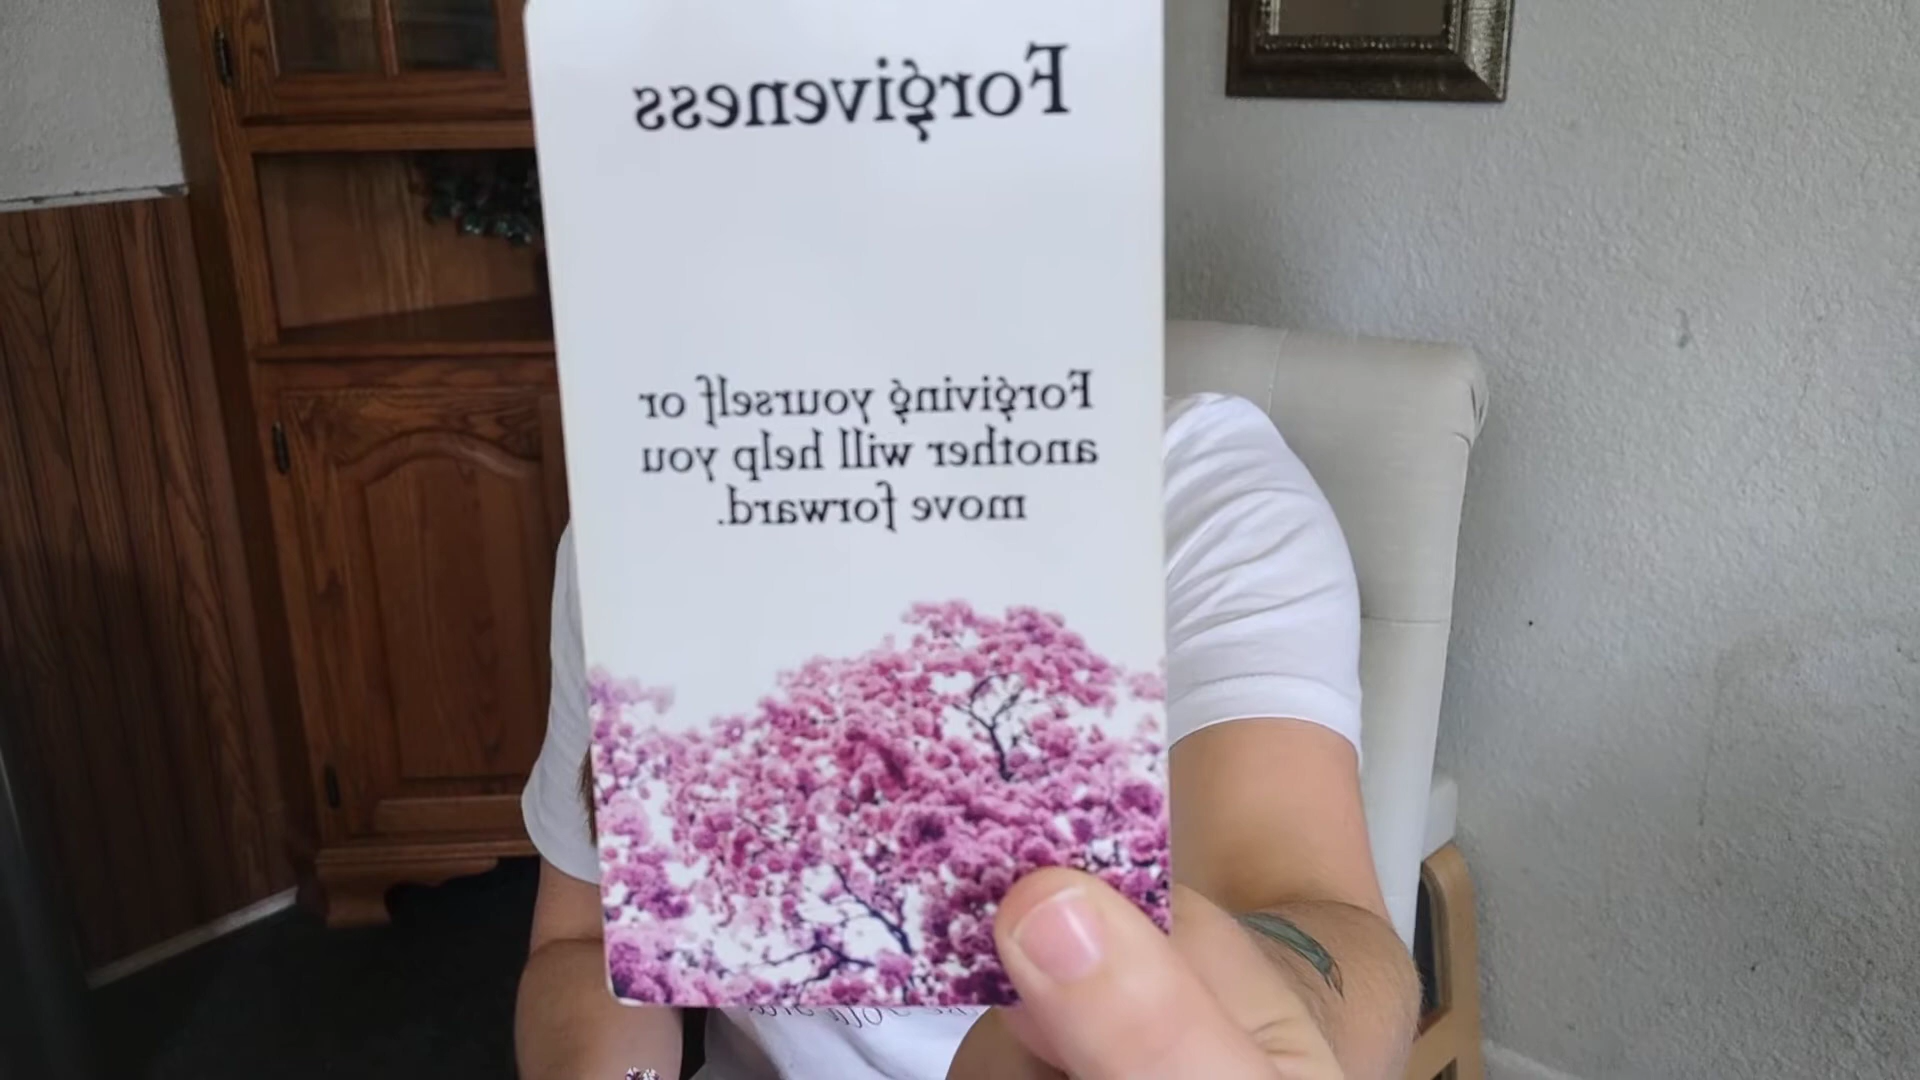 Forgiveness
Forgiving yourself or
another will help you
move forward.